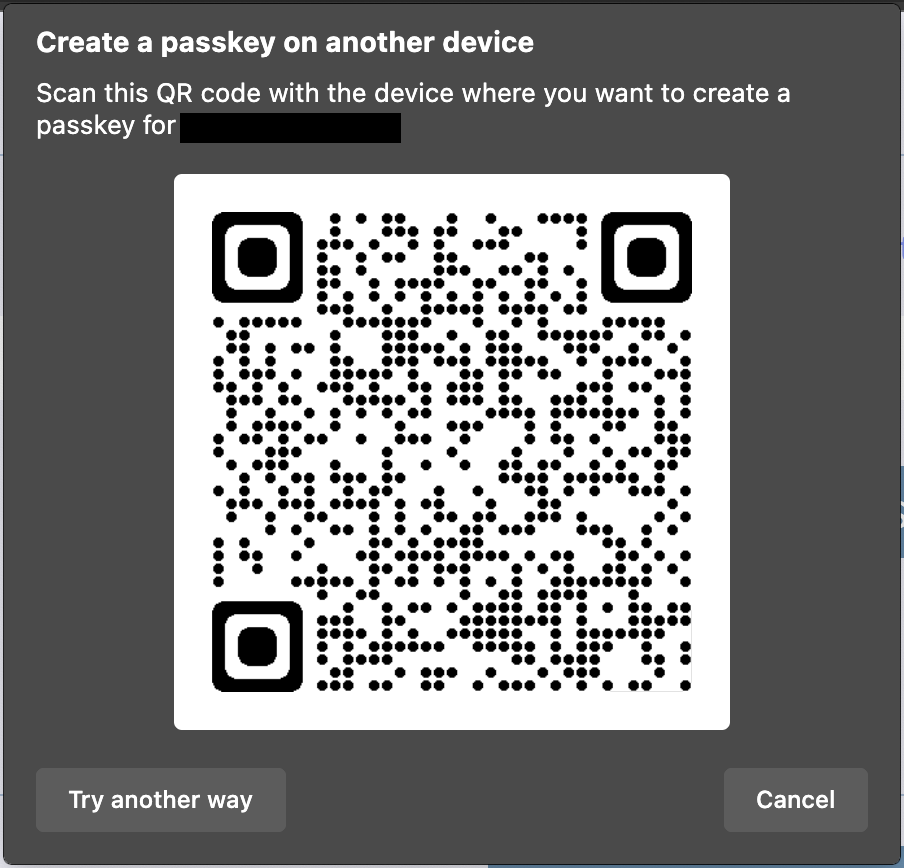 Create a passkey on another device
Scan this QR code with the device where you want to create a
passkey for
Try another way
Cancel